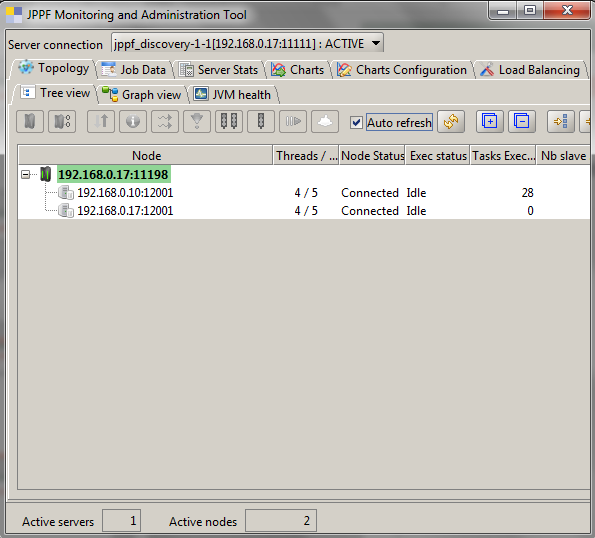 JPPF Monitoring and Administration Tool
Server connection jppf_discovery-1-1[192.168.0.17:11111] : ACTIVE
Topology Job Data Server Stats Charts Charts Configuration Load Balancing
Tree view Graph view JVM health
Auto refresh
Node Threads / ... Node Status Exec status Tasks Exec... Nb slave
192.168.0.17:11198
192.168.0.10:12001 4 / 5 Connected Idle 28
192.168.0.17:12001 4 / 5 Connected Idle 0
Active servers 1 Active nodes 2